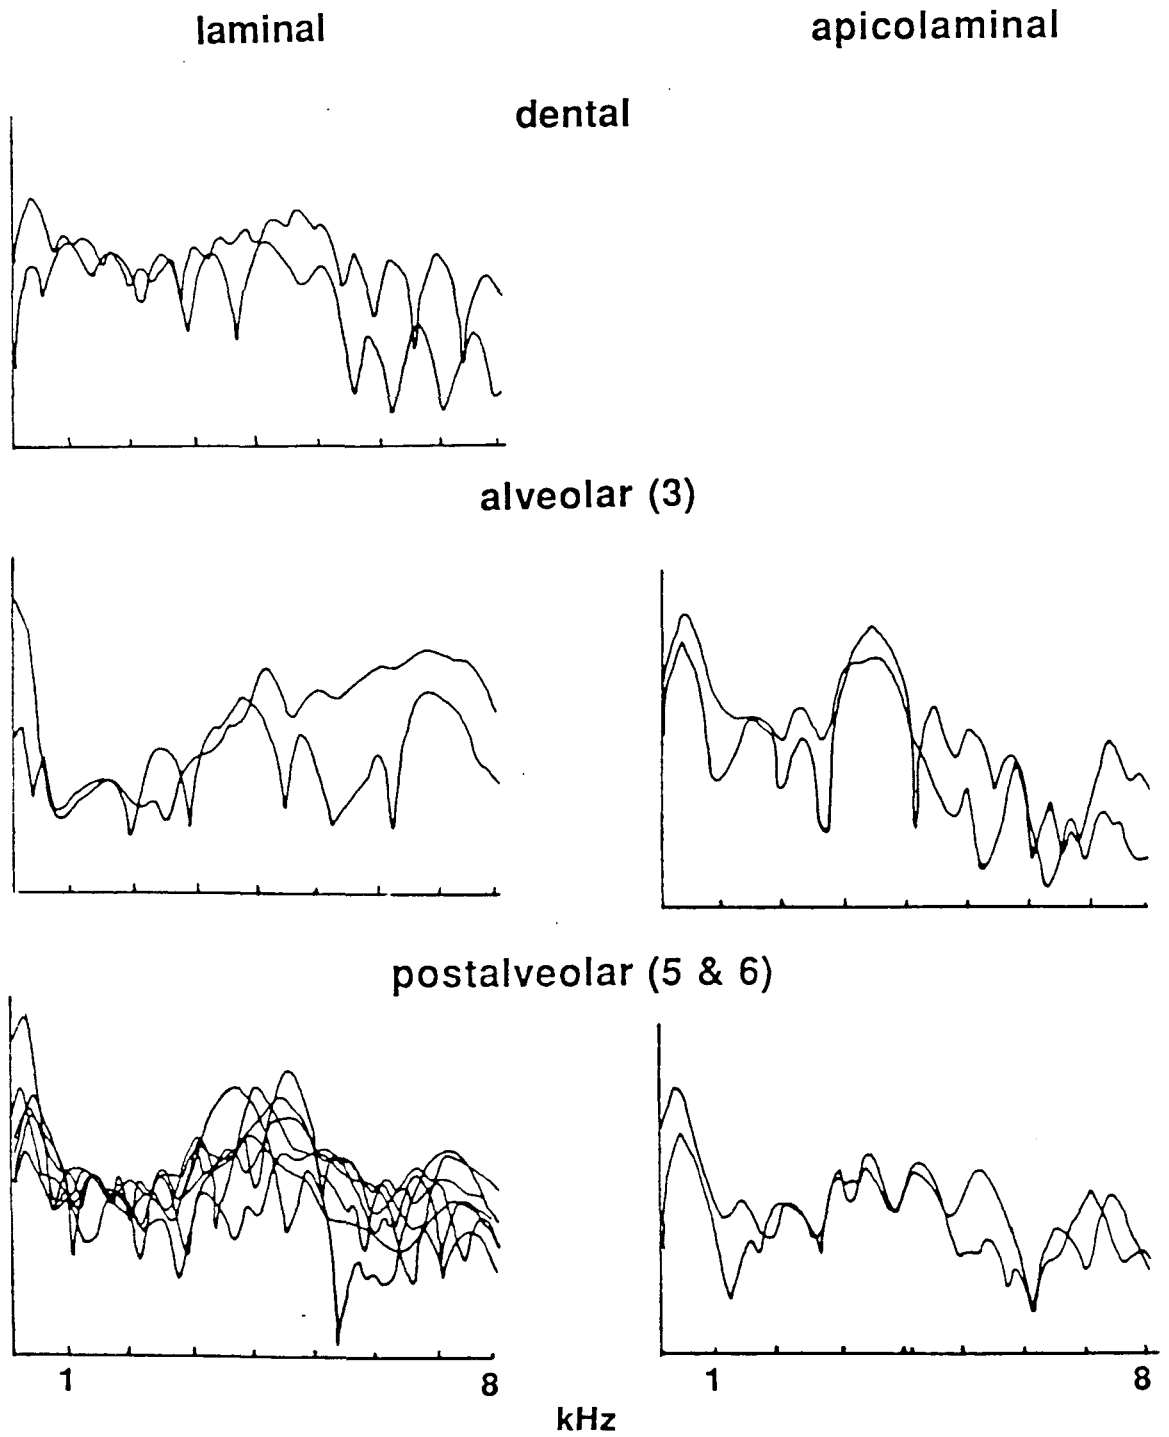 laminal apicolaminal
dental
alveolar (3)
postalveolar (5 & 6)
1 8 1 8
kHz